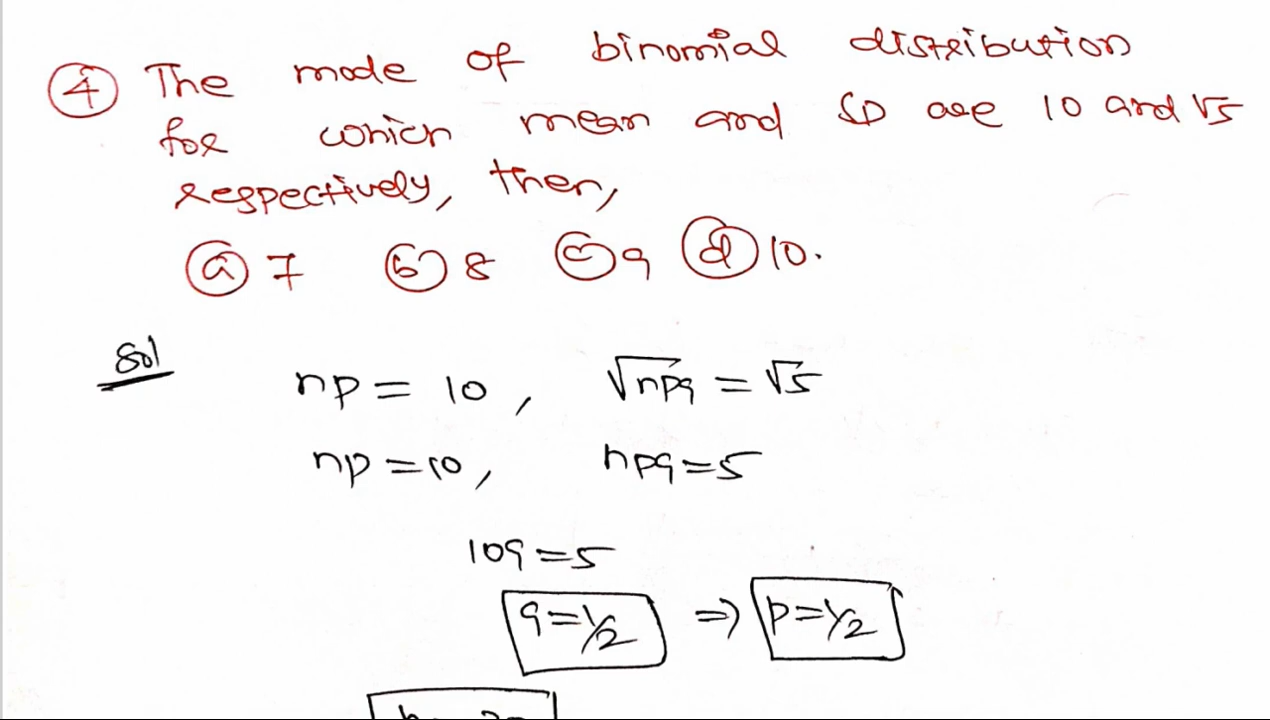 ④ The mode of binomial distribution
for which mean and SD are 10 and √5
respectively, then,
ⓐ 7 ⓑ 8 ⓒ 9 ⓓ 10.
Sol
np = 10, √npq = √5
np = 10, npq = 5
10q = 5
q = 1/2 ⇒ p = 1/2